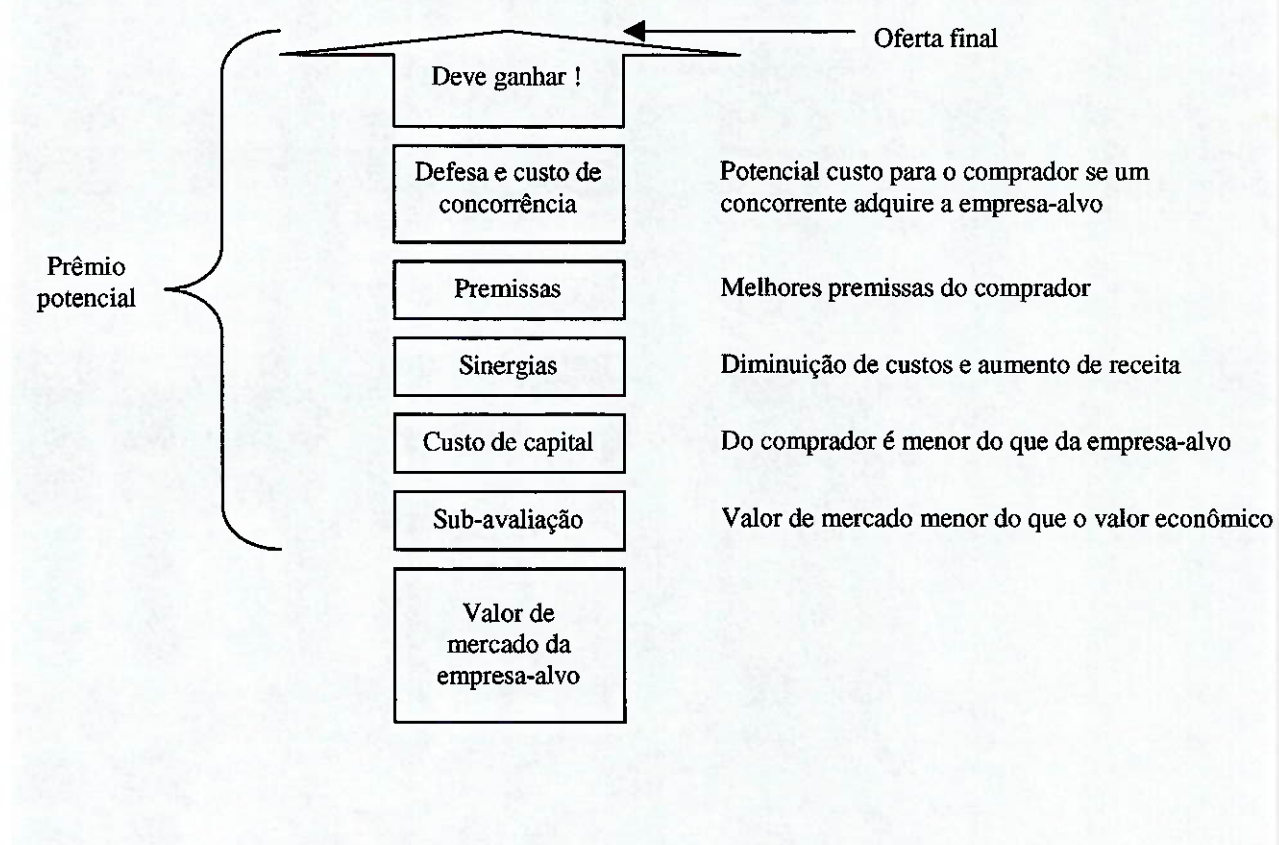 Oferta final
Deve ganhar !
Defesa e custo de
concorrência
Potencial custo para o comprador se um
concorrente adquire a empresa-alvo
Prêmio
potencial
Premissas
Melhores premissas do comprador
Sinergias
Diminuição de custos e aumento de receita
Custo de capital
Do comprador é menor do que da empresa-alvo
Sub-avaliação
Valor de mercado menor do que o valor econômico
Valor de
mercado da
empresa-alvo